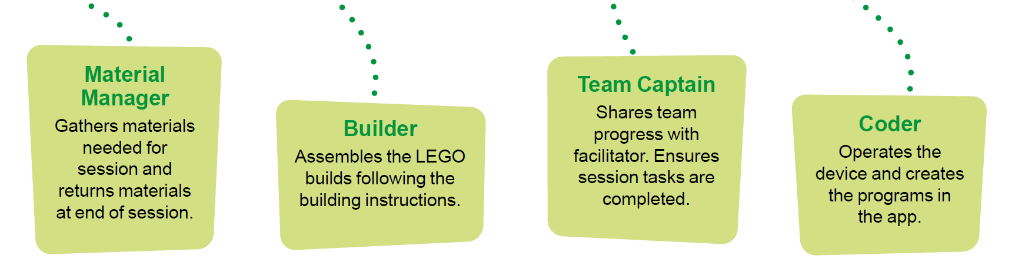 Material
Manager
Gathers materials
needed for
session and
returns materials
at end of session.
Builder
Assembles the LEGO
builds following the
building instructions.
Team Captain
Shares team
progress with
facilitator. Ensures
session tasks are
completed.
Coder
Operates the
device and creates
the programs in
the app.